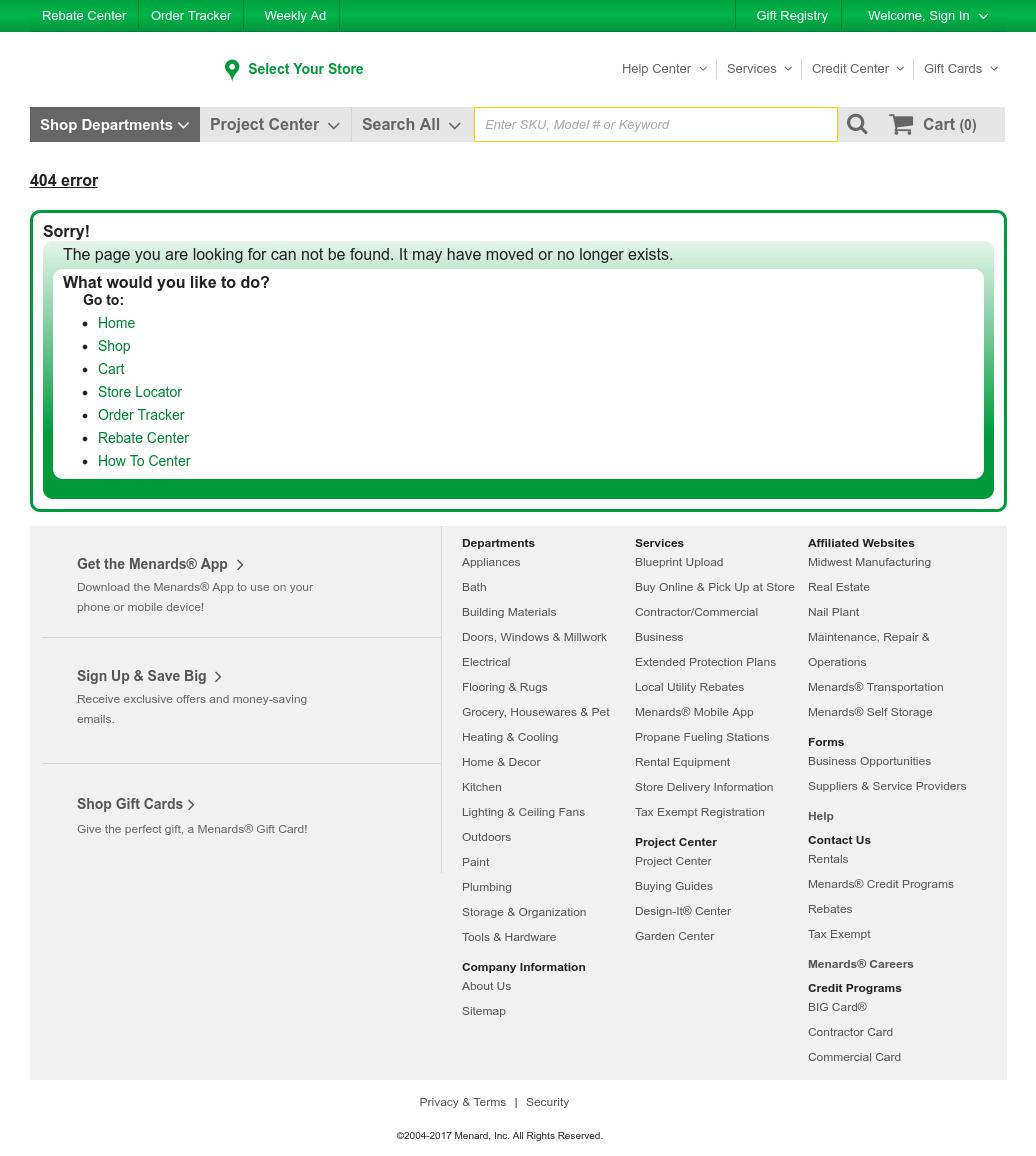 Rebate Center
Order Tracker
Weekly Ad
Gift Registry
Welcome, Sign In
Select Your Store
Help Center
Services
Credit Center
Gift Cards
Shop Departments
Project Center
Search All
Enter SKU, Model # or Keyword
Cart (0)
404 error
Sorry!
The page you are looking for can not be found. It may have moved or no longer exists.
What would you like to do?
Go to:
Home
Shop
Cart
Store Locator
Order Tracker
Rebate Center
How To Center
Get the Menards® App
Download the Menards® App to use on your
phone or mobile device!
Sign Up & Save Big
Receive exclusive offers and money-saving
emails.
Shop Gift Cards
Give the perfect gift, a Menards® Gift Card!
Departments
Appliances
Bath
Building Materials
Doors, Windows & Millwork
Electrical
Flooring & Rugs
Grocery, Housewares & Pet
Heating & Cooling
Home & Decor
Kitchen
Lighting & Ceiling Fans
Outdoors
Paint
Plumbing
Storage & Organization
Tools & Hardware
Company Information
About Us
Sitemap
Services
Blueprint Upload
Buy Online & Pick Up at Store
Contractor/Commercial
Business
Extended Protection Plans
Local Utility Rebates
Menards® Mobile App
Propane Fueling Stations
Rental Equipment
Store Delivery Information
Tax Exempt Registration
Project Center
Project Center
Buying Guides
Design-It® Center
Garden Center
Affiliated Websites
Midwest Manufacturing
Real Estate
Nail Plant
Maintenance, Repair &
Operations
Menards® Transportation
Menards® Self Storage
Forms
Business Opportunities
Suppliers & Service Providers
Help
Contact Us
Rentals
Menards® Credit Programs
Rebates
Tax Exempt
Menards® Careers
Credit Programs
BIG Card®
Contractor Card
Commercial Card
Privacy & Terms | Security
©2004-2017 Menard, Inc. All Rights Reserved.